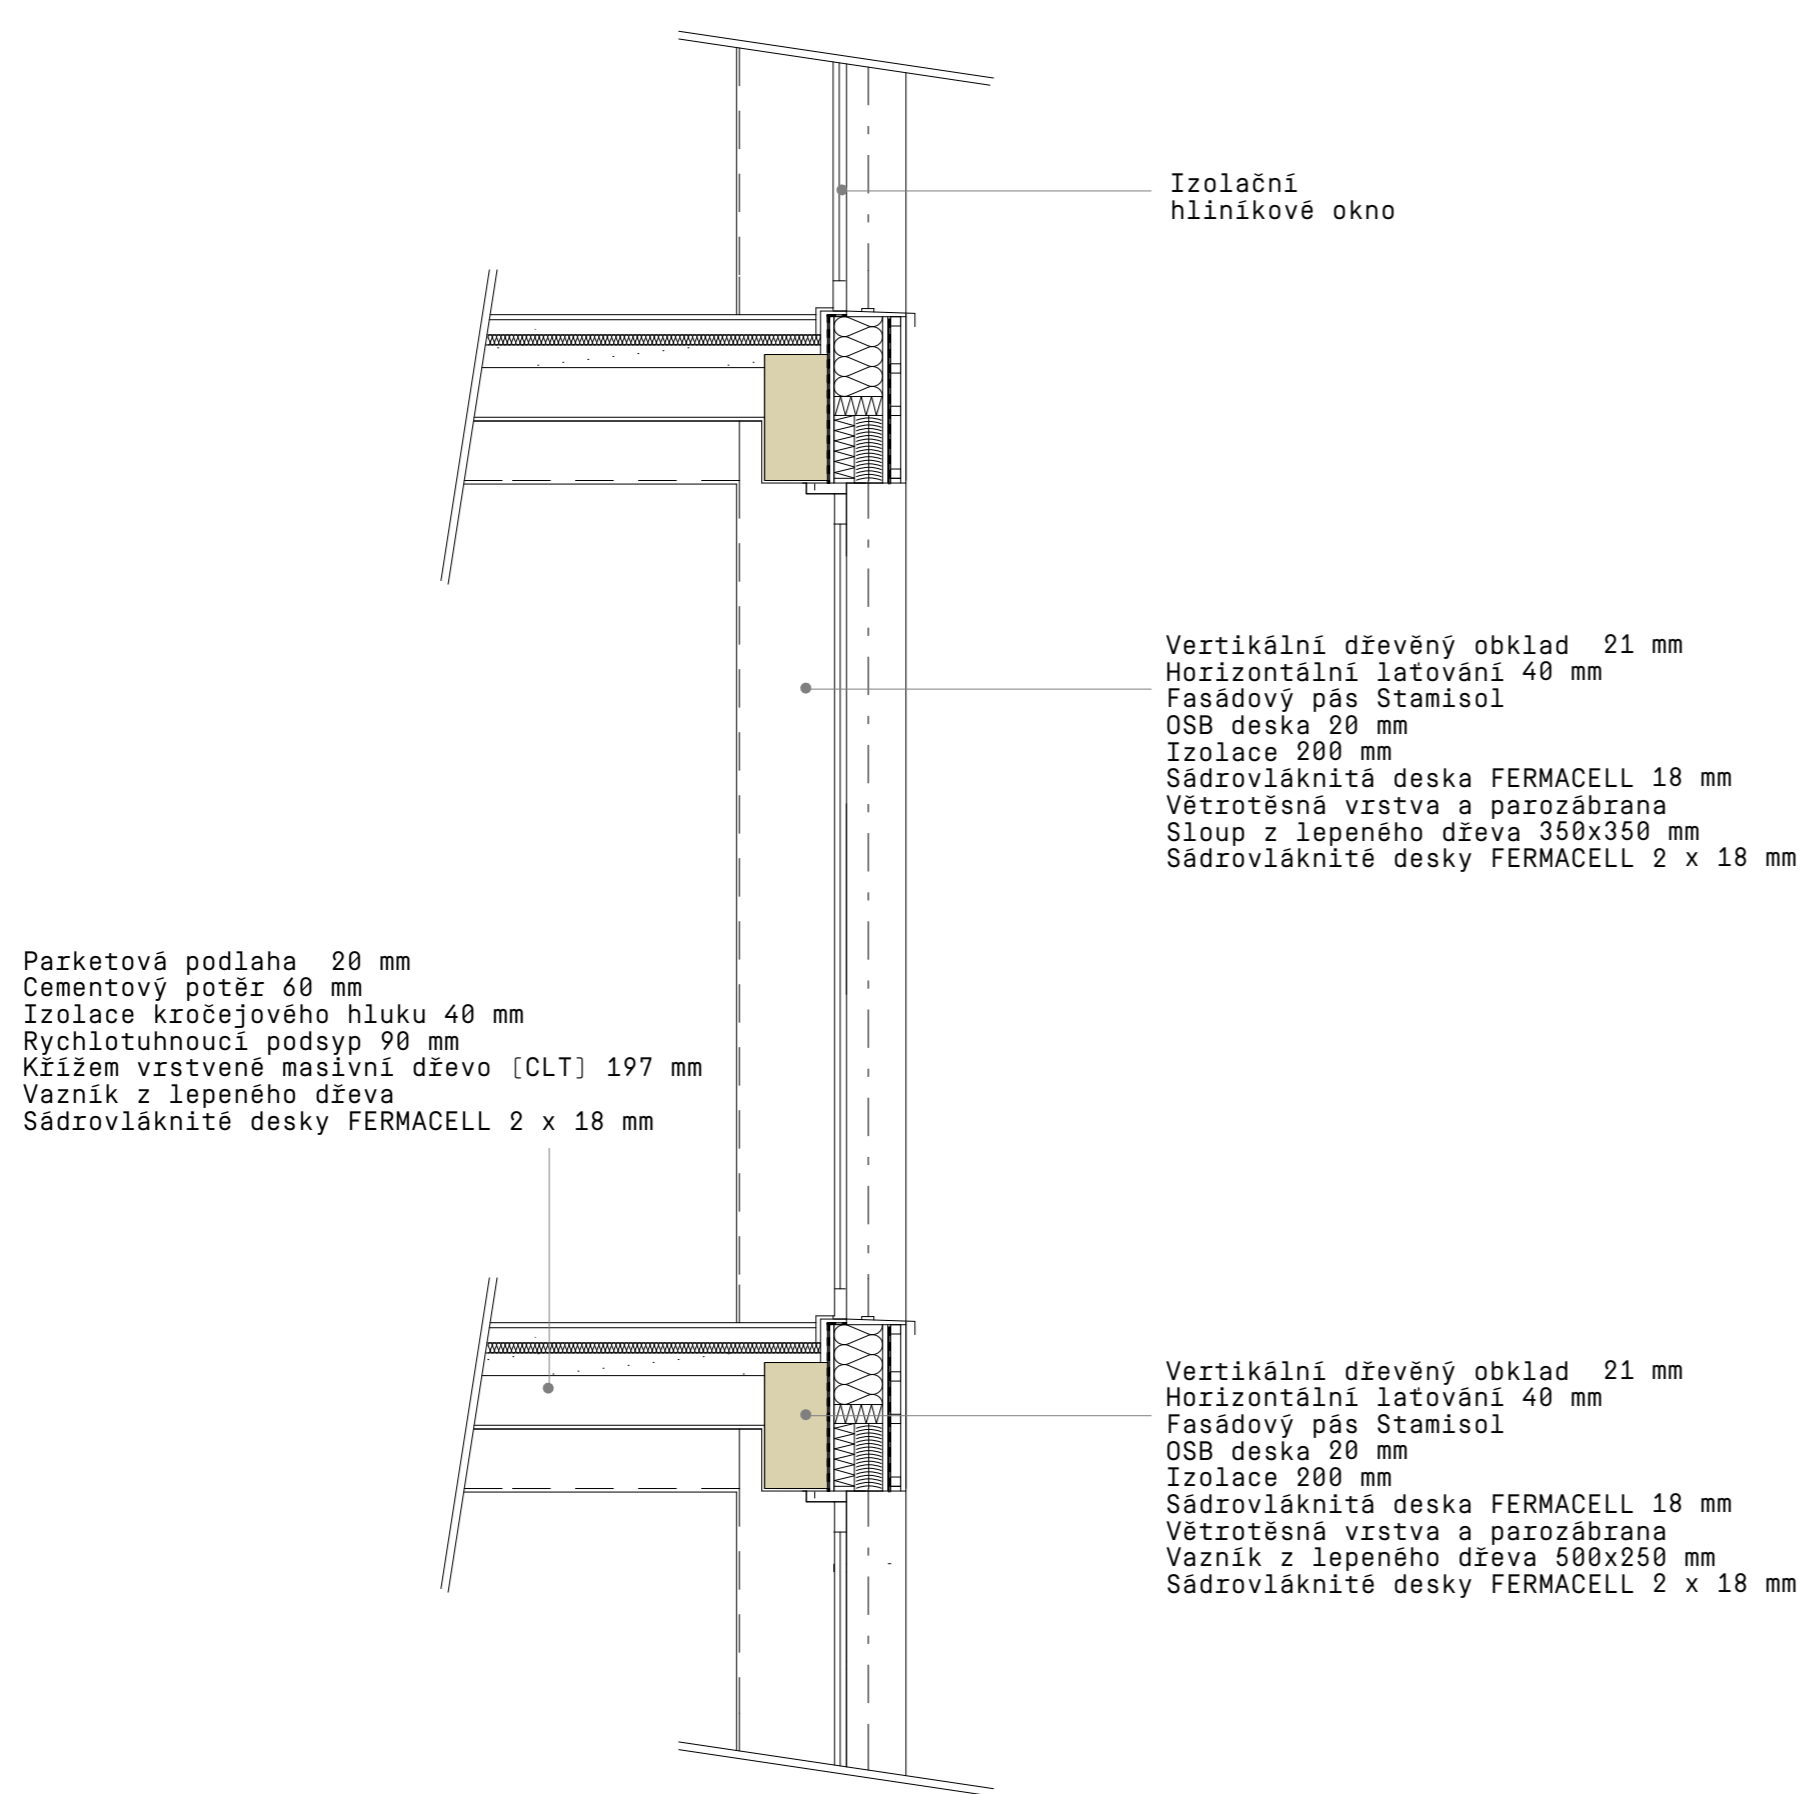 Izolační
hliníkové okno
Vertikální dřevěný obklad  21 mm
Horizontální laťování 40 mm
Fasádový pás Stamisol
OSB deska 20 mm
Izolace 200 mm
Sádrovláknitá deska FERMACELL 18 mm
Větrotěsná vrstva a parozábrana
Sloup z lepeného dřeva 350x350 mm
Sádrovláknité desky FERMACELL 2 x 18 mm
Parketová podlaha  20 mm
Cementový potěr 60 mm
Izolace kročejového hluku 40 mm
Rychlotuhnoucí podsyp 90 mm
Křížem vrstvené masivní dřevo [CLT] 197 mm
Vazník z lepeného dřeva
Sádrovláknité desky FERMACELL 2 x 18 mm
Vertikální dřevěný obklad  21 mm
Horizontální laťování 40 mm
Fasádový pás Stamisol
OSB deska 20 mm
Izolace 200 mm
Sádrovláknitá deska FERMACELL 18 mm
Větrotěsná vrstva a parozábrana
Vazník z lepeného dřeva 500x250 mm
Sádrovláknité desky FERMACELL 2 x 18 mm